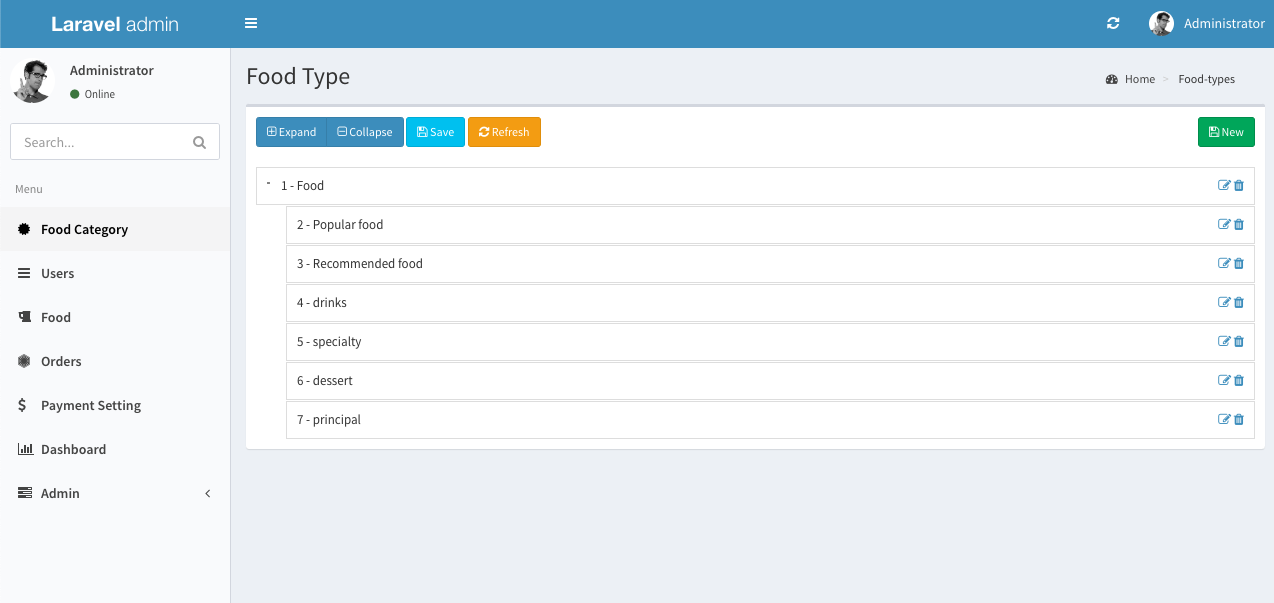 Laravel admin
Administrator
Administrator
Online
Search...
Menu
Food Category
Users
Food
Orders
Payment Setting
Dashboard
Admin
Food Type
Home > Food-types
Expand Collapse Save Refresh New
1 - Food
2 - Popular food
3 - Recommended food
4 - drinks
5 - specialty
6 - dessert
7 - principal